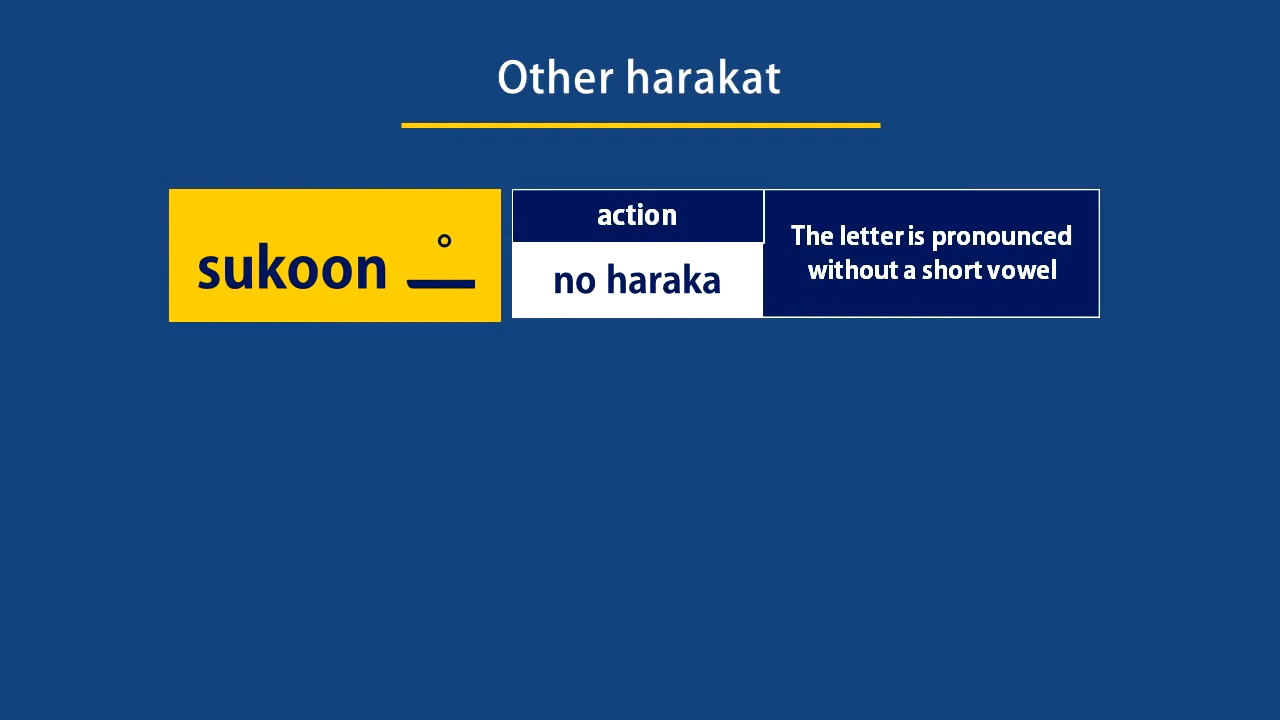 Other harakat
sukoon ـْ
action
no haraka
The letter is pronounced
without a short vowel